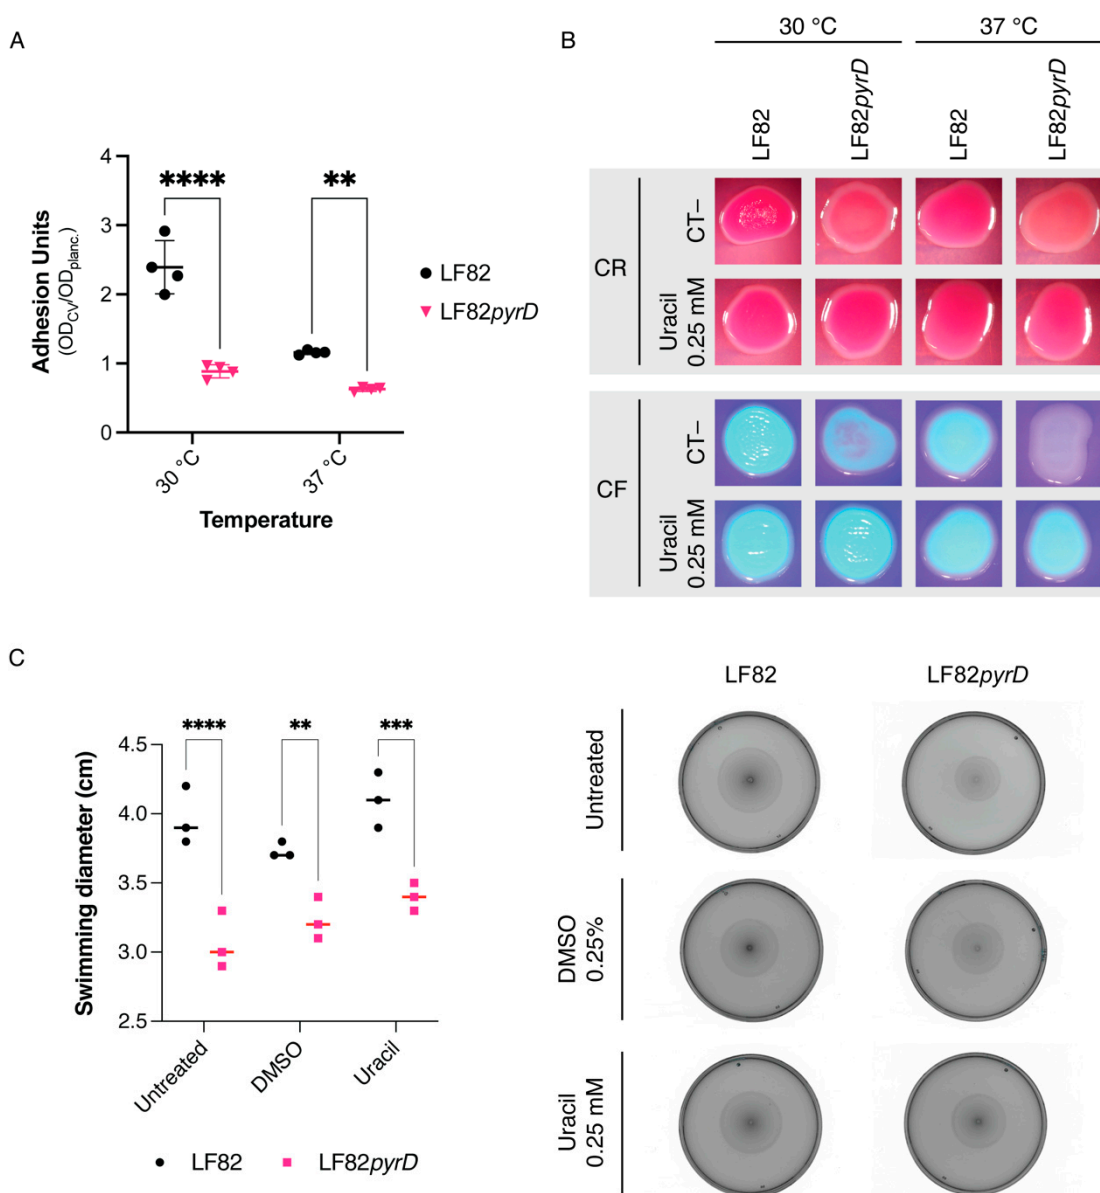 A
4
3
2
1
0
Adhesion Units
(OD_CV/OD_planc.)
****
**
LF82
LF82pyrD
30 °C
37 °C
Temperature
B
30 °C
37 °C
LF82
LF82pyrD
LF82
LF82pyrD
CR
CT–
Uracil
0.25 mM
CF
CT–
Uracil
0.25 mM
C
Swimming diameter (cm)
4.5
4.0
3.5
3.0
2.5
****
**
***
Untreated
DMSO
Uracil
LF82
LF82pyrD
LF82
LF82pyrD
Untreated
DMSO
0.25%
Uracil
0.25 mM